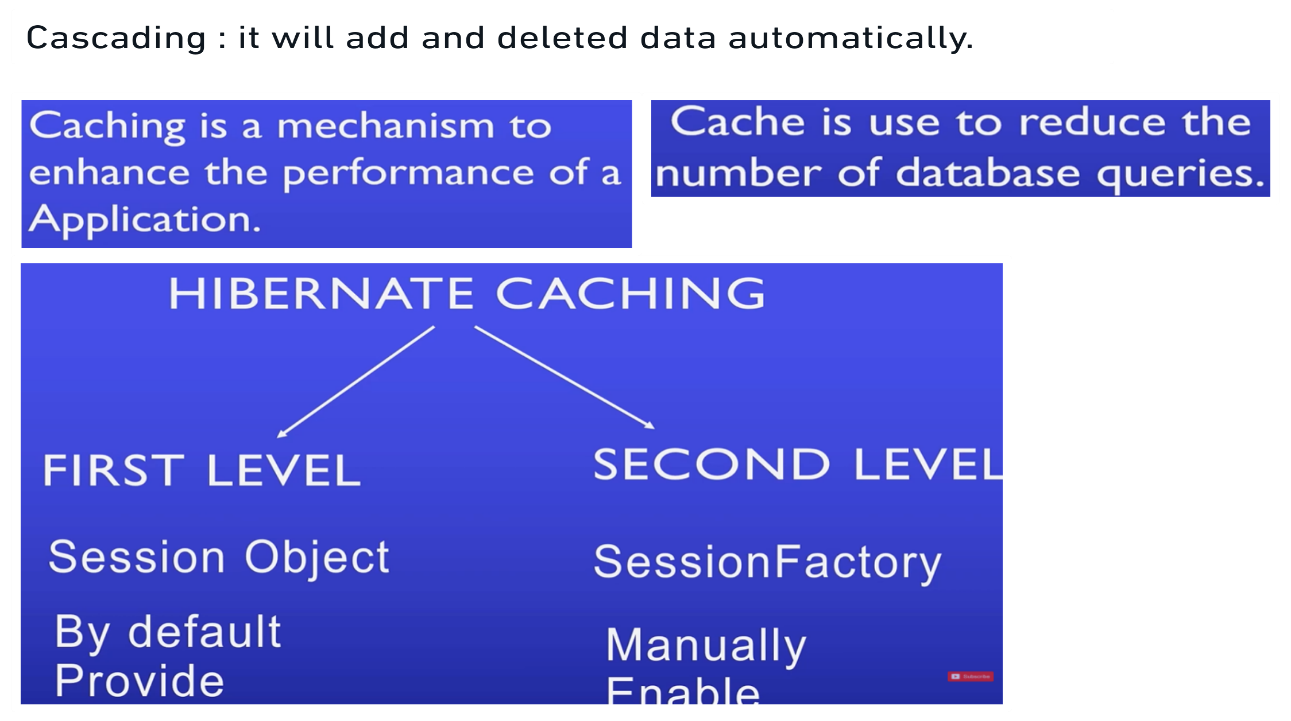 Cascading : it will add and deleted data automatically.
Caching is a mechanism to
enhance the performance of a
Application.
Cache is use to reduce the
number of database queries.
HIBERNATE CACHING
FIRST LEVEL
SECOND LEVEL
Session Object
SessionFactory
By default
Provide
Manually
Enable
Subscribe